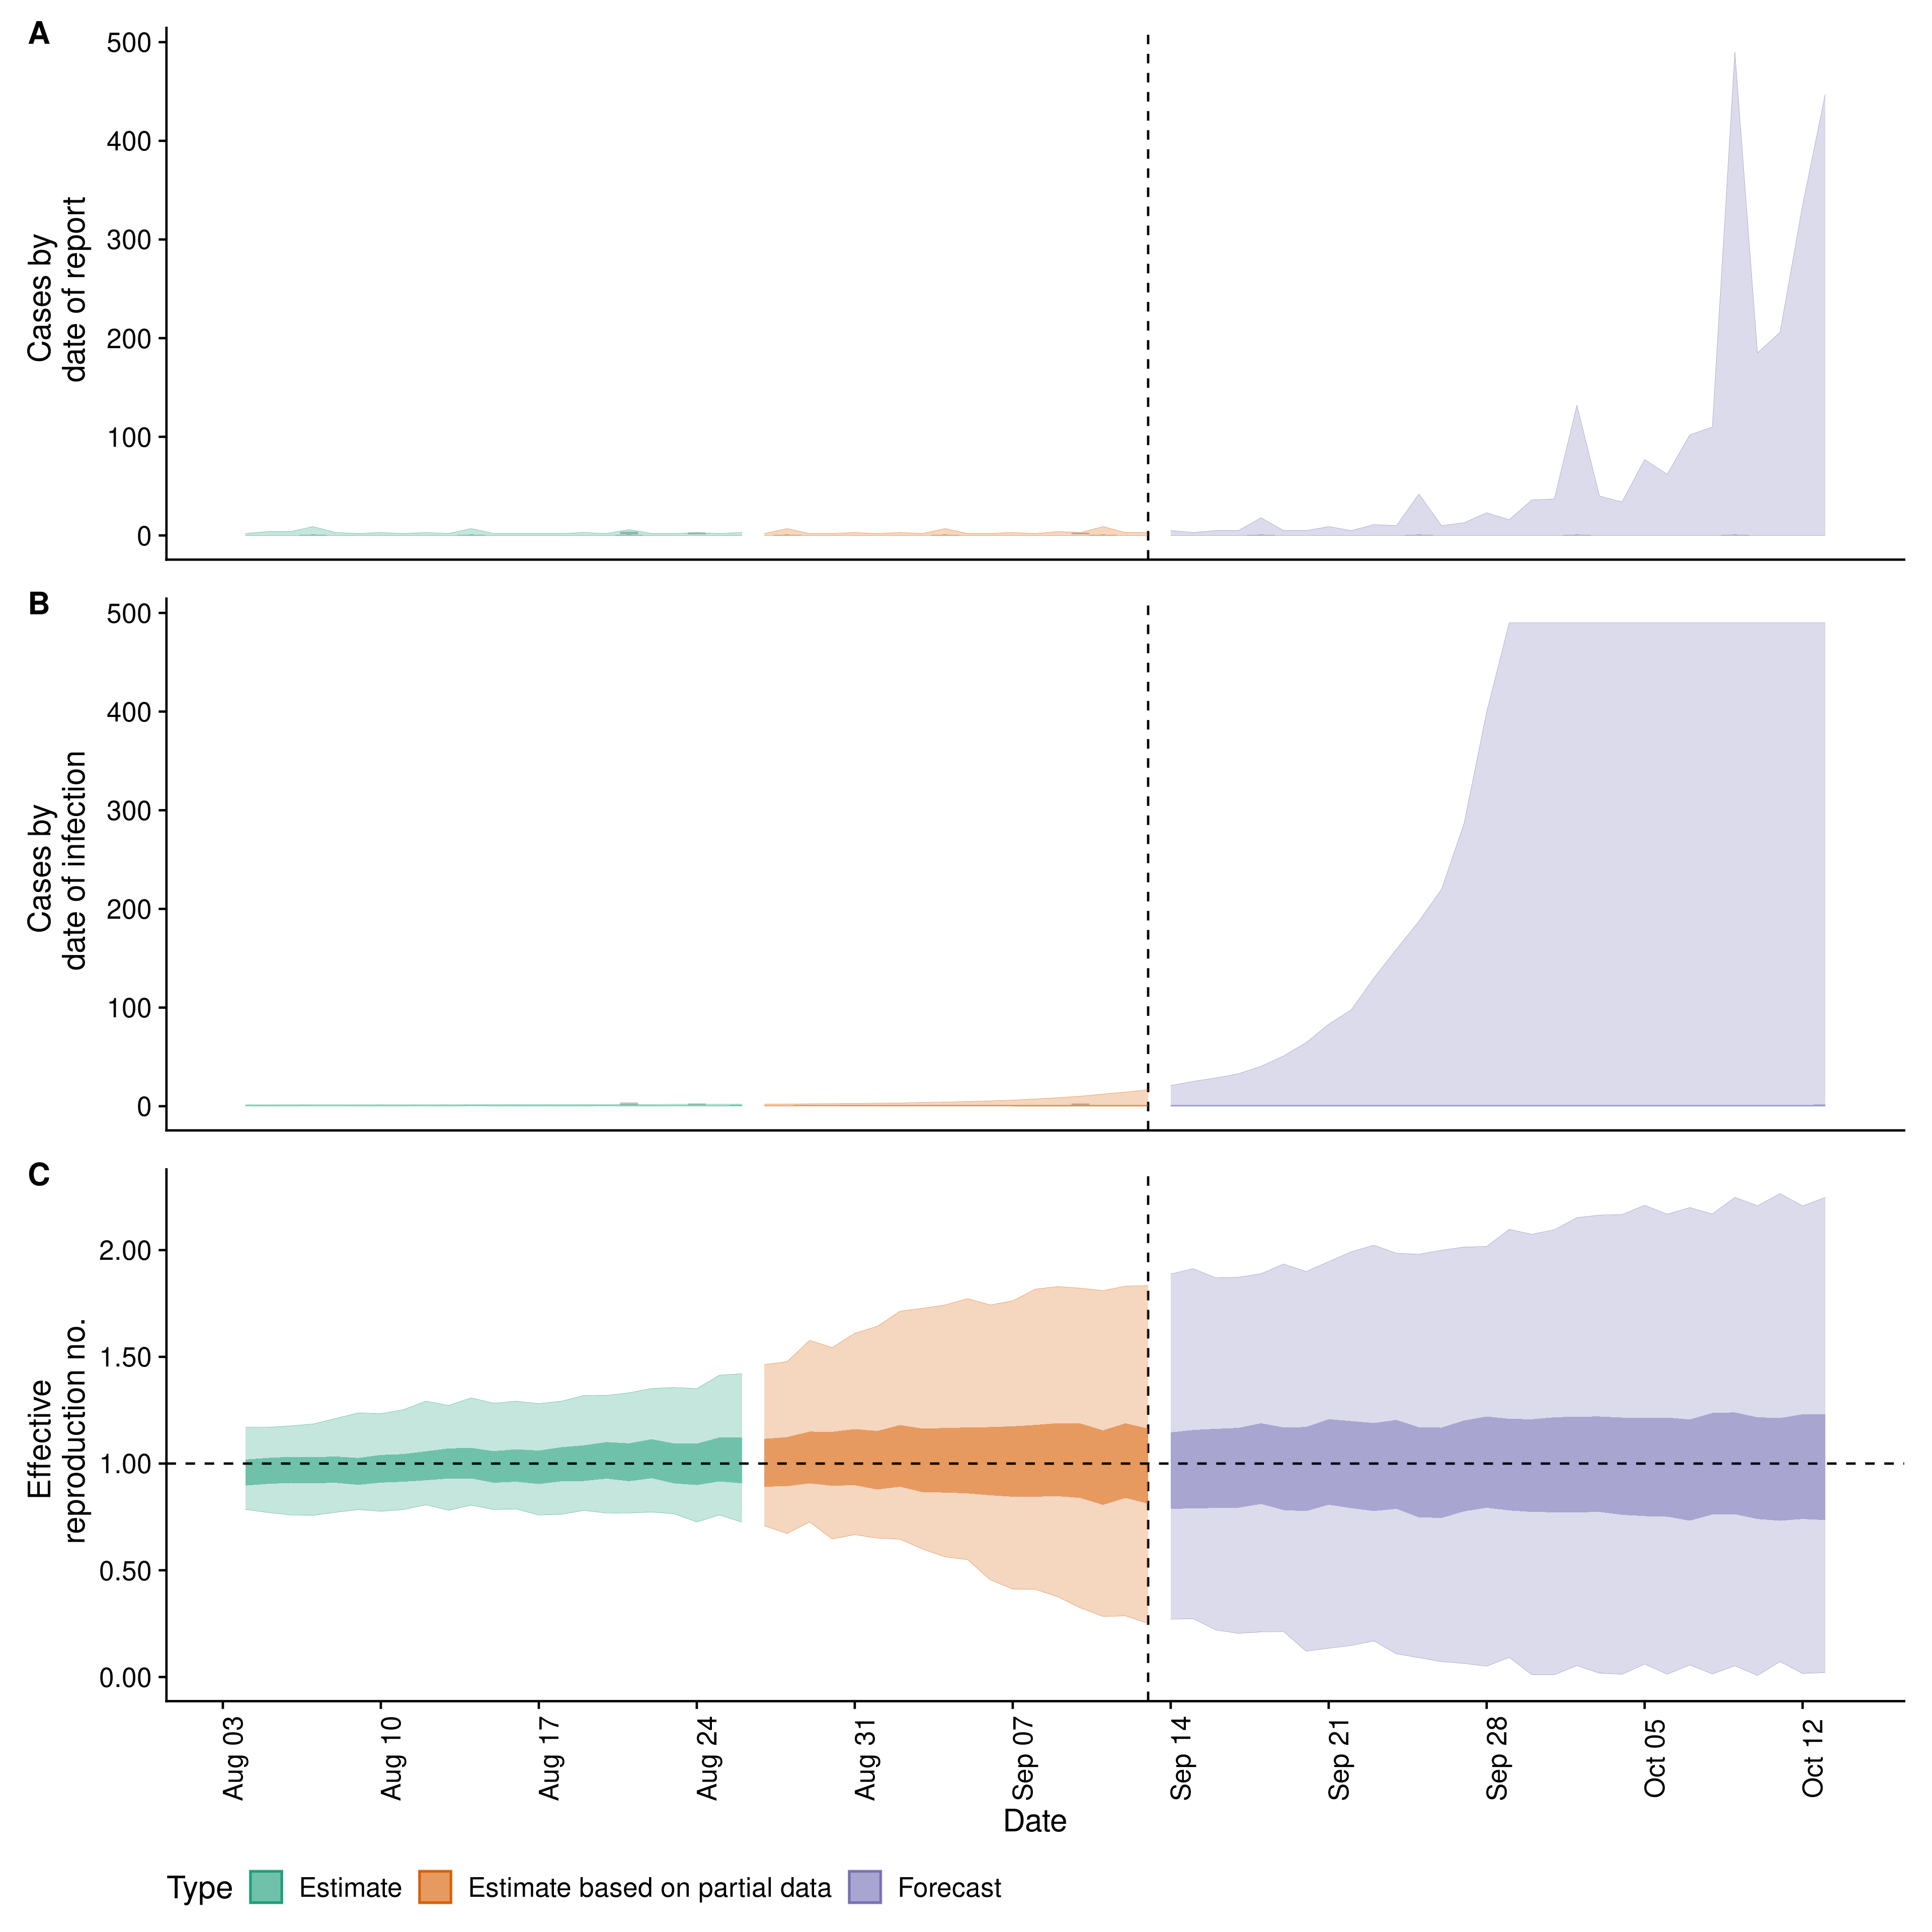 A
500
400
300
200
100
0
Cases by
date of report
B
500
400
300
200
100
0
Cases by
date of infection
C
2.00
1.50
1.00
0.50
0.00
Effective
reproduction no.
Aug 03
Aug 10
Aug 17
Aug 24
Aug 31
Sep 07
Sep 14
Sep 21
Sep 28
Oct 05
Oct 12
Date
Type Estimate Estimate based on partial data Forecast